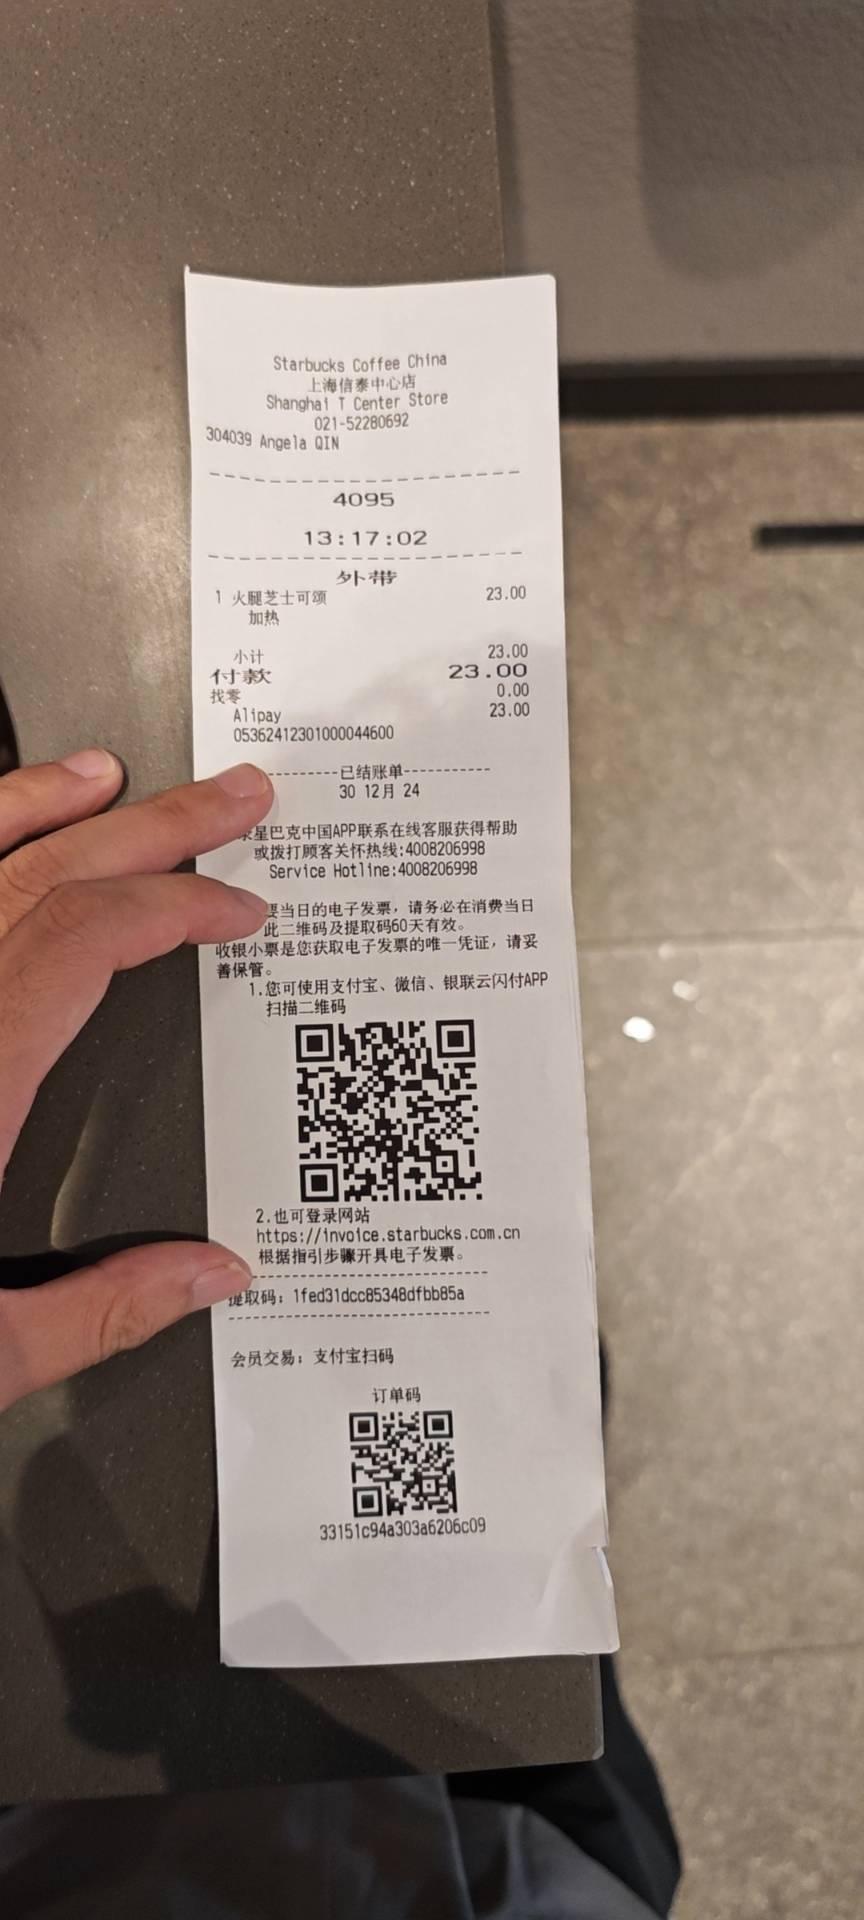 Starbucks Coffee China
上海信泰中心店
Shanghai T Center Store
021-52280692
304039 Angela QIN
4095
13:17:02
外带
1 火腿芝士可颂 23.00
加热
小计 23.00
付款 23.00
找零 0.00
Alipay 23.00
05362412301000044600
----------已结账单-----------
30 12月 24
星巴克中国APP联系在线客服获得帮助
或拨打顾客关怀热线:4008206998
Service Hotline:4008206998
要当日的电子发票，请务必在消费当日
此二维码及提取码60天有效。
收银小票是您获取电子发票的唯一凭证，请妥
善保管。
1.您可使用支付宝、微信、银联云闪付APP
扫描二维码
2.也可登录网站
https://invoice.starbucks.com.cn
根据指引步骤开具电子发票。
提取码：1fed31dcc85348dfbb85a
会员交易：支付宝扫码
订单码
33151c94a303a6206c09